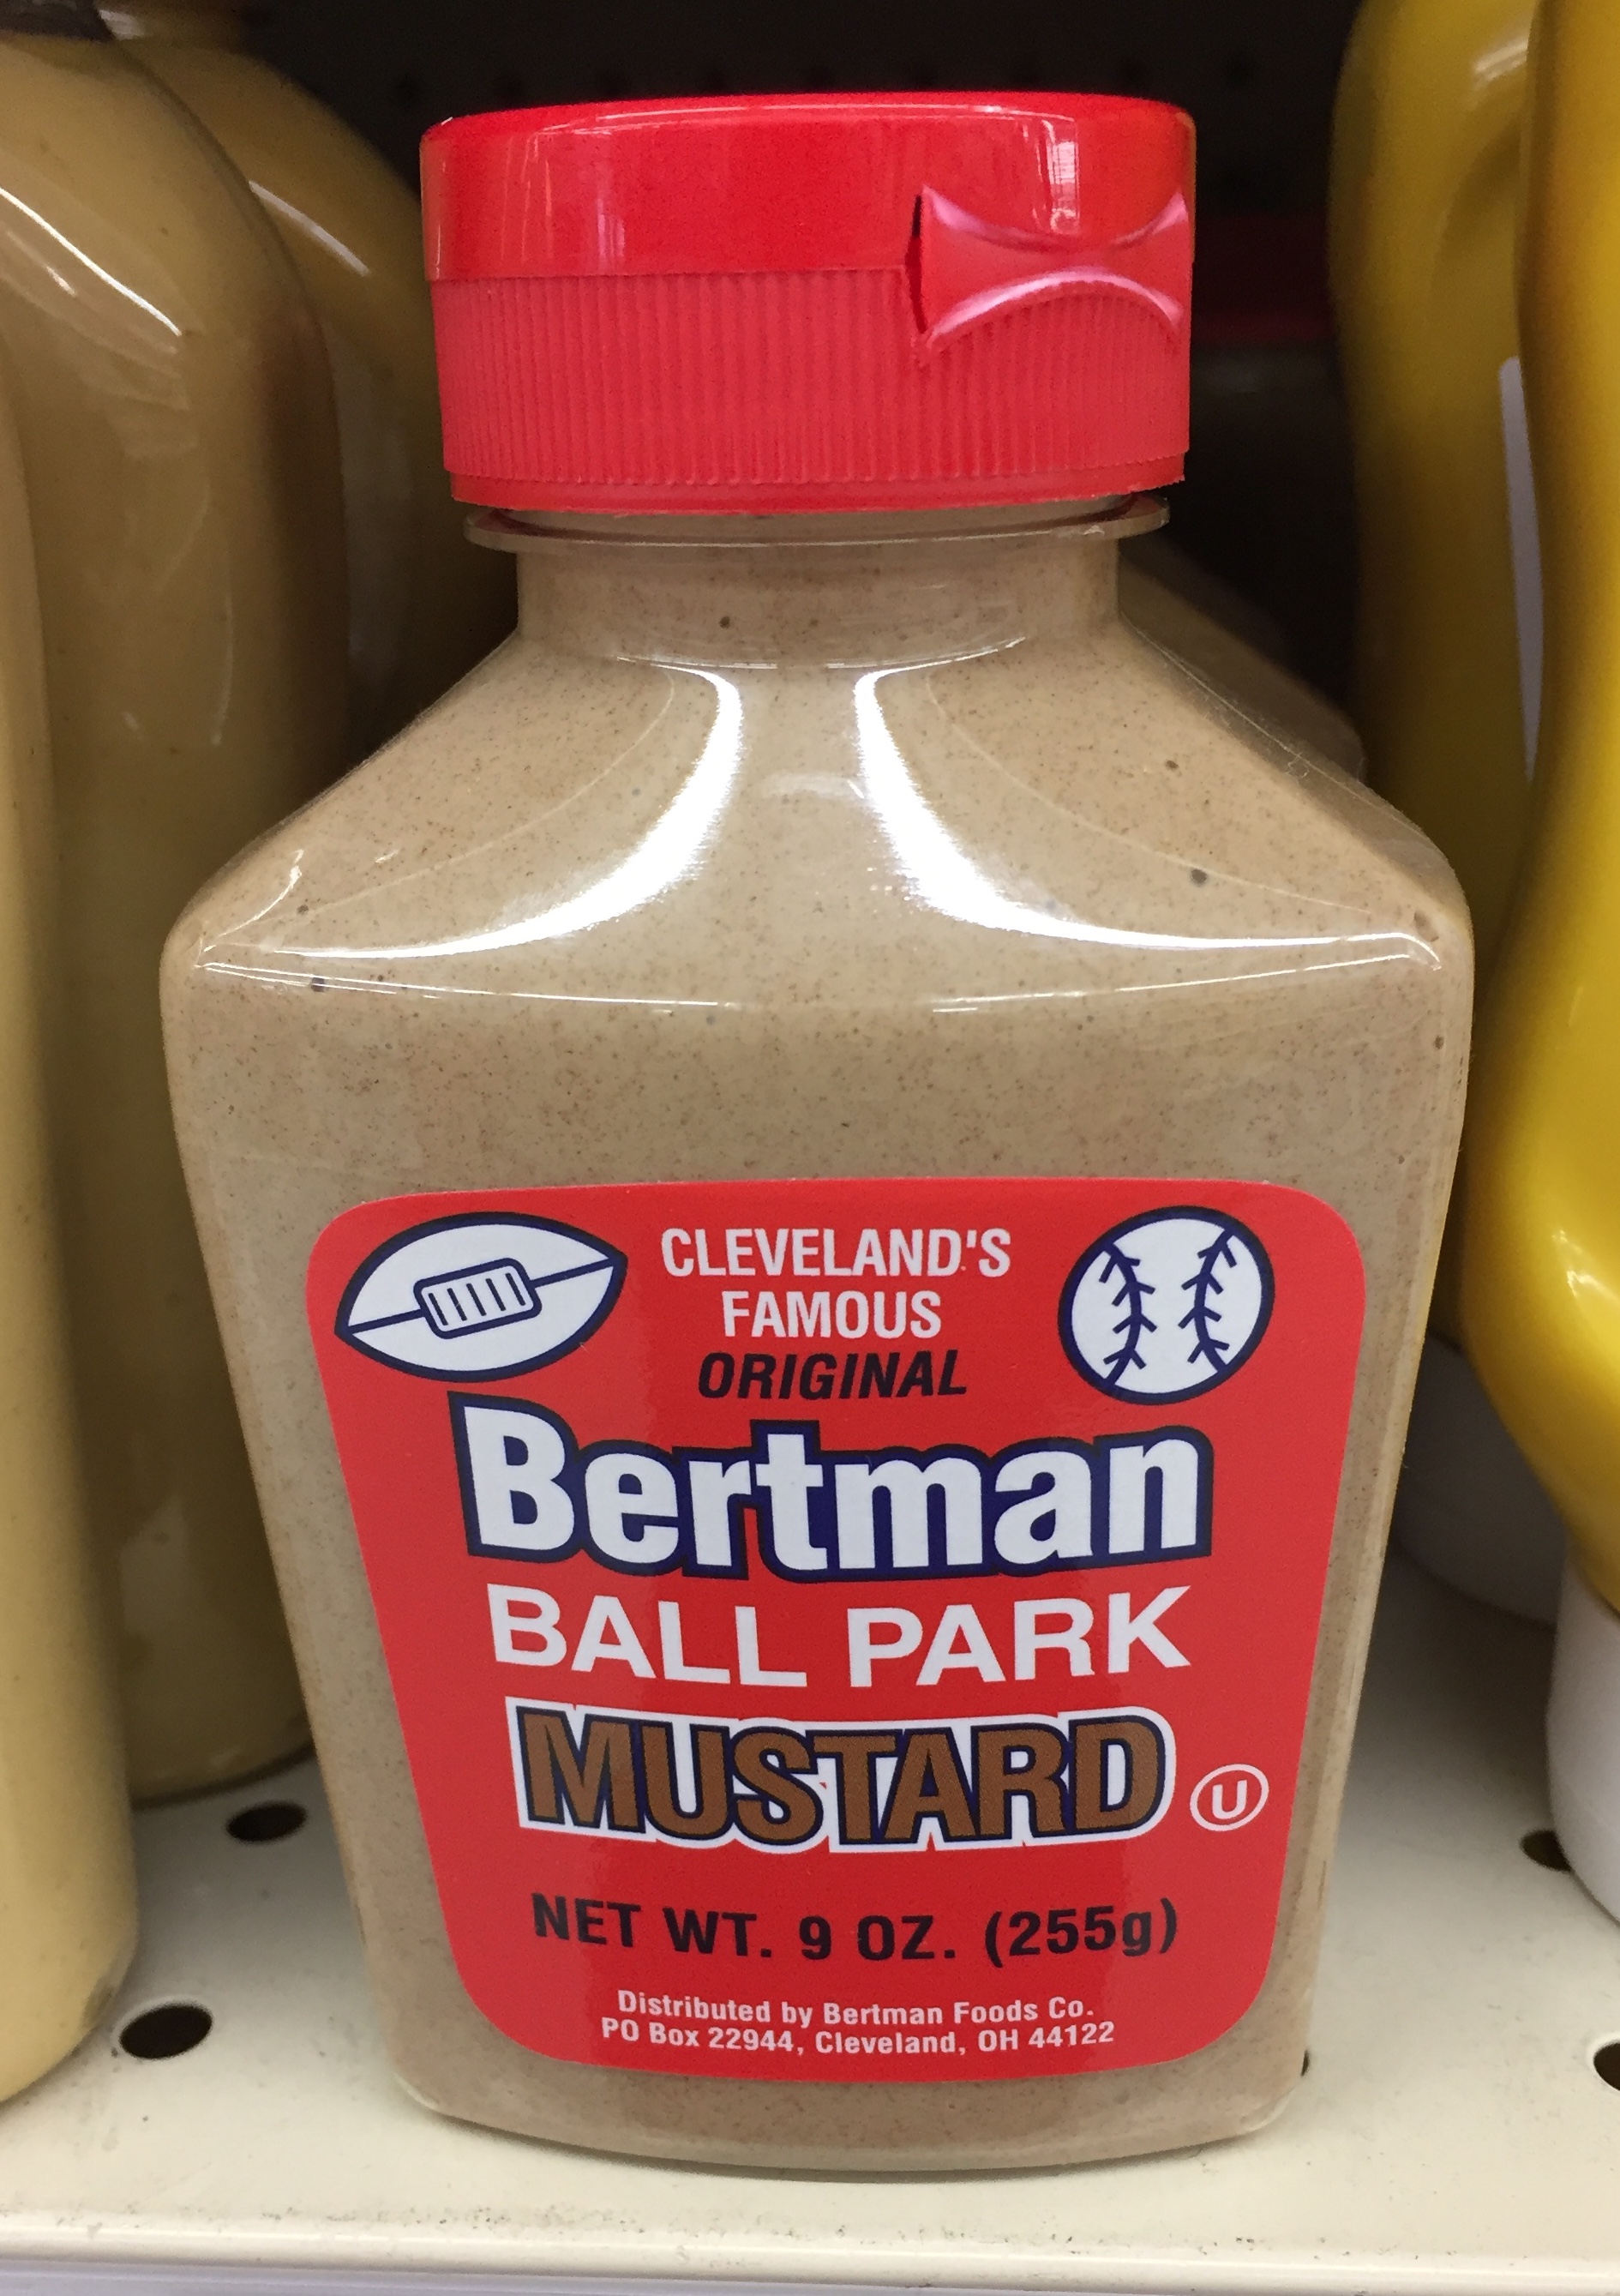 CLEVELAND'S
FAMOUS
ORIGINAL
Bertman
BALL PARK
MUSTARD
U
NET WT. 9 OZ. (255g)
Distributed by Bertman Foods Co.
PO Box 22944, Cleveland, OH 44122